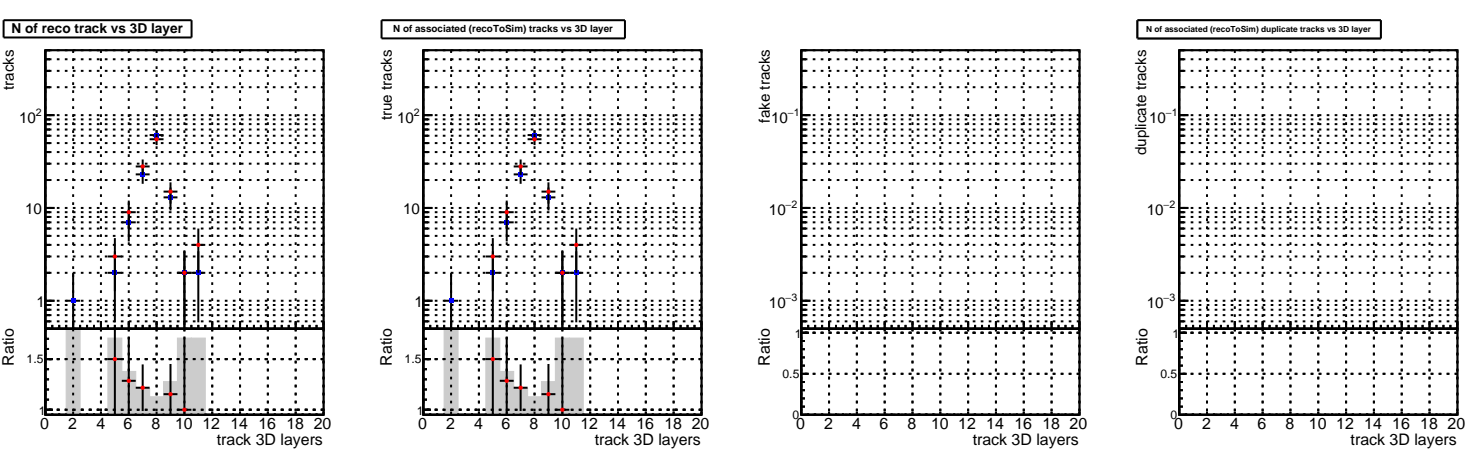 N of reco track vs 3D layer
tracks
10²
10
1
Ratio
1.5
1
0 2 4 6 8 10 12 14 16 18 20
track 3D layers
N of associated (recoToSim) tracks vs 3D layer
true tracks
10²
10
1
Ratio
1.5
1
0 2 4 6 8 10 12 14 16 18 20
track 3D layers
fake tracks
10⁻¹
10⁻²
10⁻³
Ratio
1
0.5
0
0 2 4 6 8 10 12 14 16 18 20
track 3D layers
N of associated (recoToSim) duplicate tracks vs 3D layer
duplicate tracks
10⁻¹
10⁻²
10⁻³
Ratio
1
0.5
0
0 2 4 6 8 10 12 14 16 18 20
track 3D layers